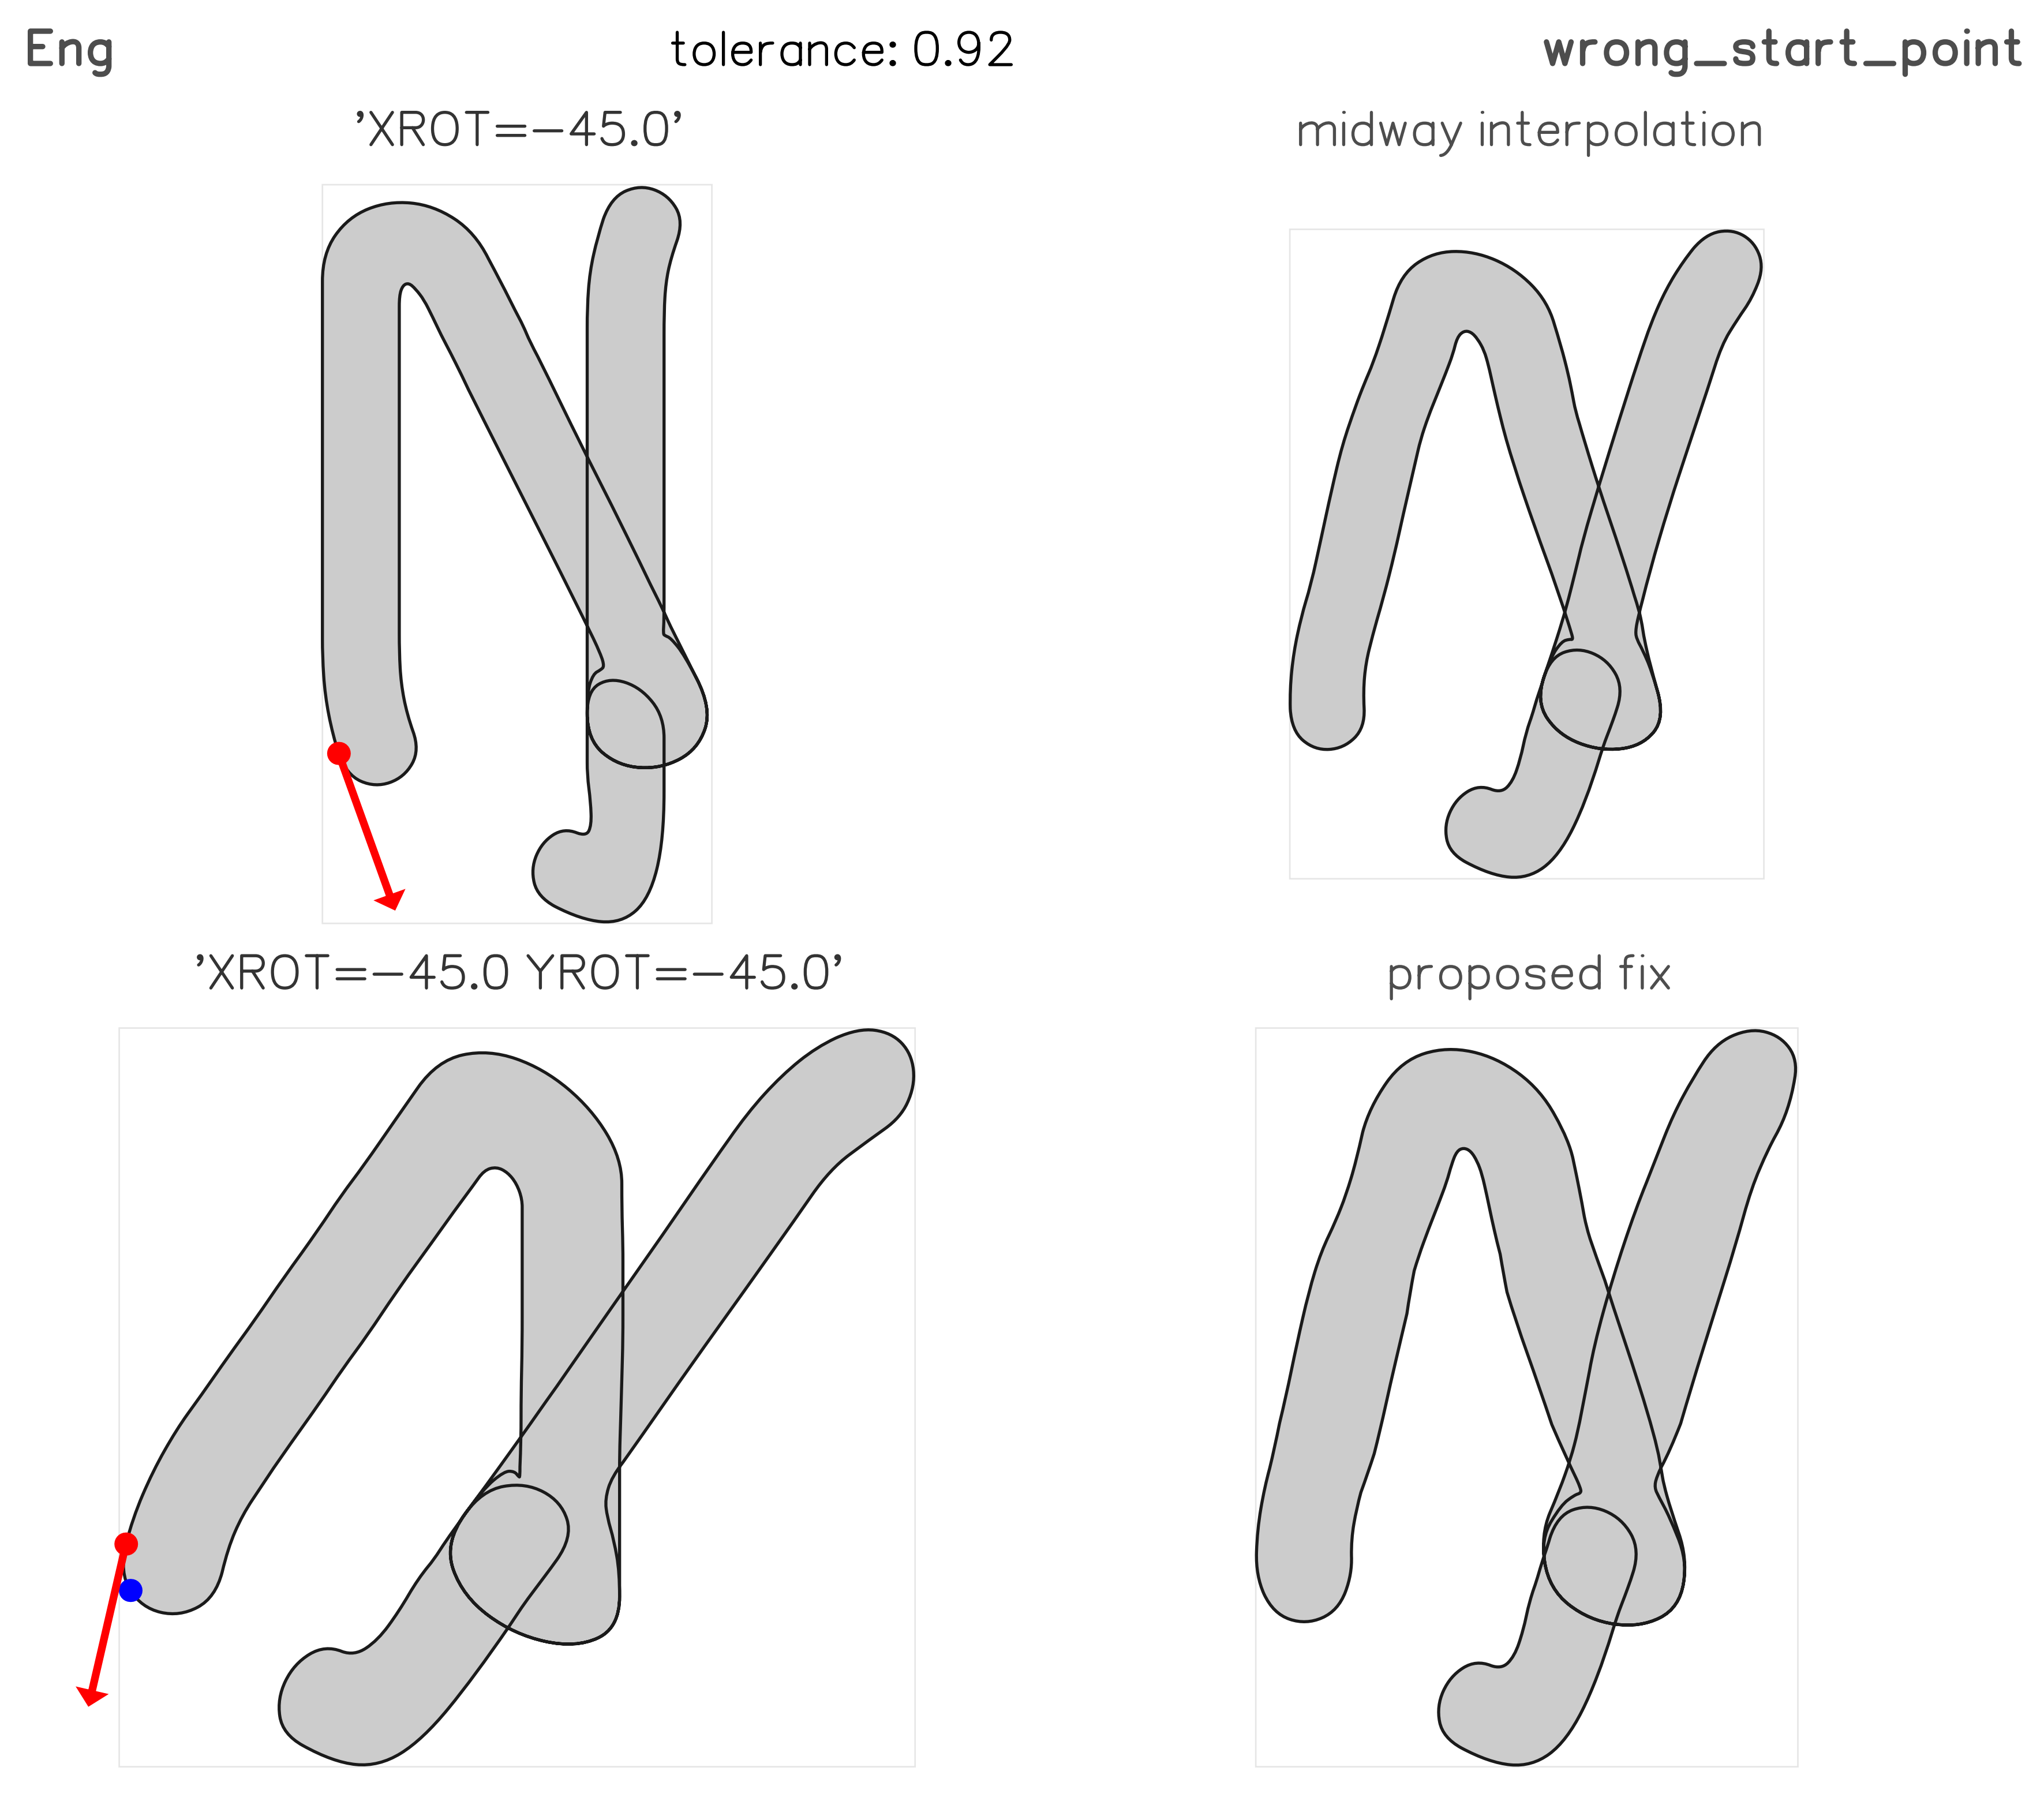 Eng tolerance: 0.92 wrong_start_point
'XROT=-45.0' midway interpolation
'XROT=-45.0 YROT=-45.0' proposed fix